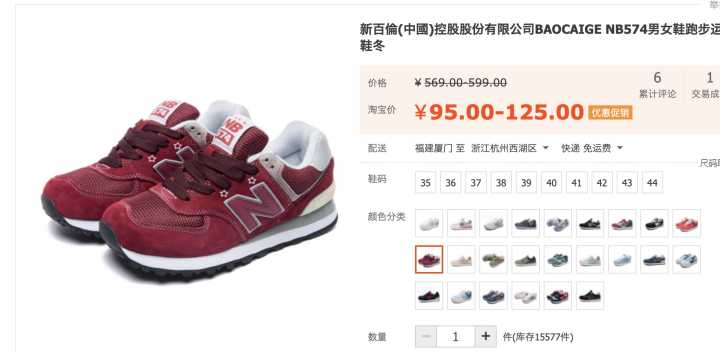 举
新百倫(中國)控股股份有限公司BAOCAIGE NB574男女鞋跑步运
鞋冬
价格 ¥ 569.00-599.00
6
累计评论
1
交易成
淘宝价 ¥95.00-125.00 优惠促销
配送 福建厦门 至 浙江杭州西湖区 快递 免运费
尺码
鞋码 35 36 37 38 39 40 41 42 43 44
颜色分类
数量 1 件(库存15577件)
NB
574
N